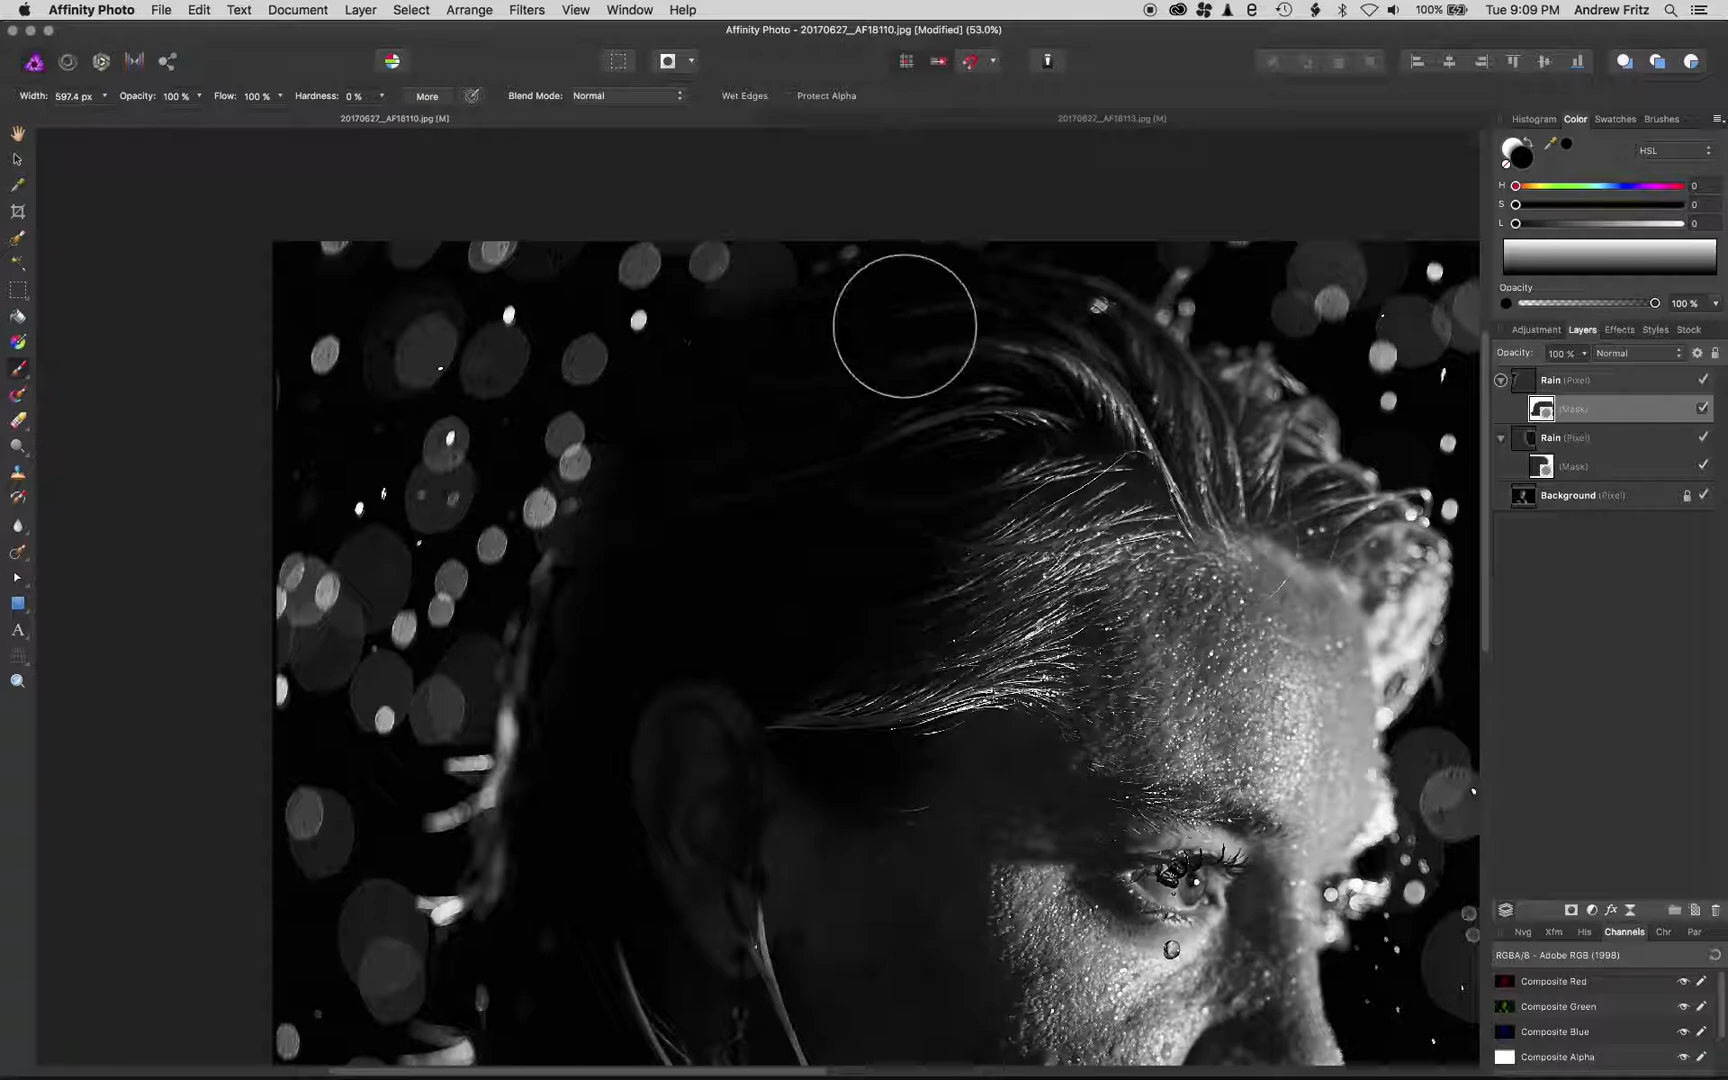 Affinity Photo File Edit Text Document Layer Select Arrange Filters View Window Help 100% Tue 9:09 PM Andrew Fritz
Affinity Photo - 20170627__AF18110.jpg [Modified] (53.0%)
Width: 597.4 px Opacity: 100 % Flow: 100 % Hardness: 0 % More Blend Mode: Normal Wet Edges Protect Alpha
20170627__AF18110.jpg (M) 20170627__AF18113.jpg (M)
Histogram Color Swatches Brushes
HSL
H 0
S 0
L 0
Opacity
100 %
Adjustment Layers Effects Styles Stock
Opacity: 100 % Normal
Rain (Pixel)
(Mask)
Rain (Pixel)
(Mask)
Background (Pixel)
Nvg Xfm His Channels Chr Par
RGBA/8 - Adobe RGB (1998)
Composite Red
Composite Green
Composite Blue
Composite Alpha